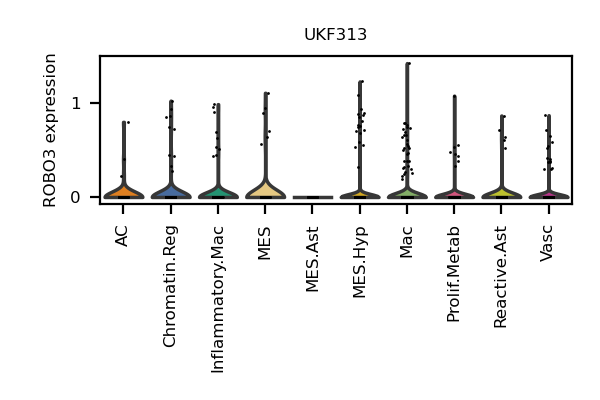 UKF313
ROBO3 expression
1
0
AC
Chromatin.Reg
Inflammatory.Mac
MES
MES.Ast
MES.Hyp
Mac
Prolif.Metab
Reactive.Ast
Vasc